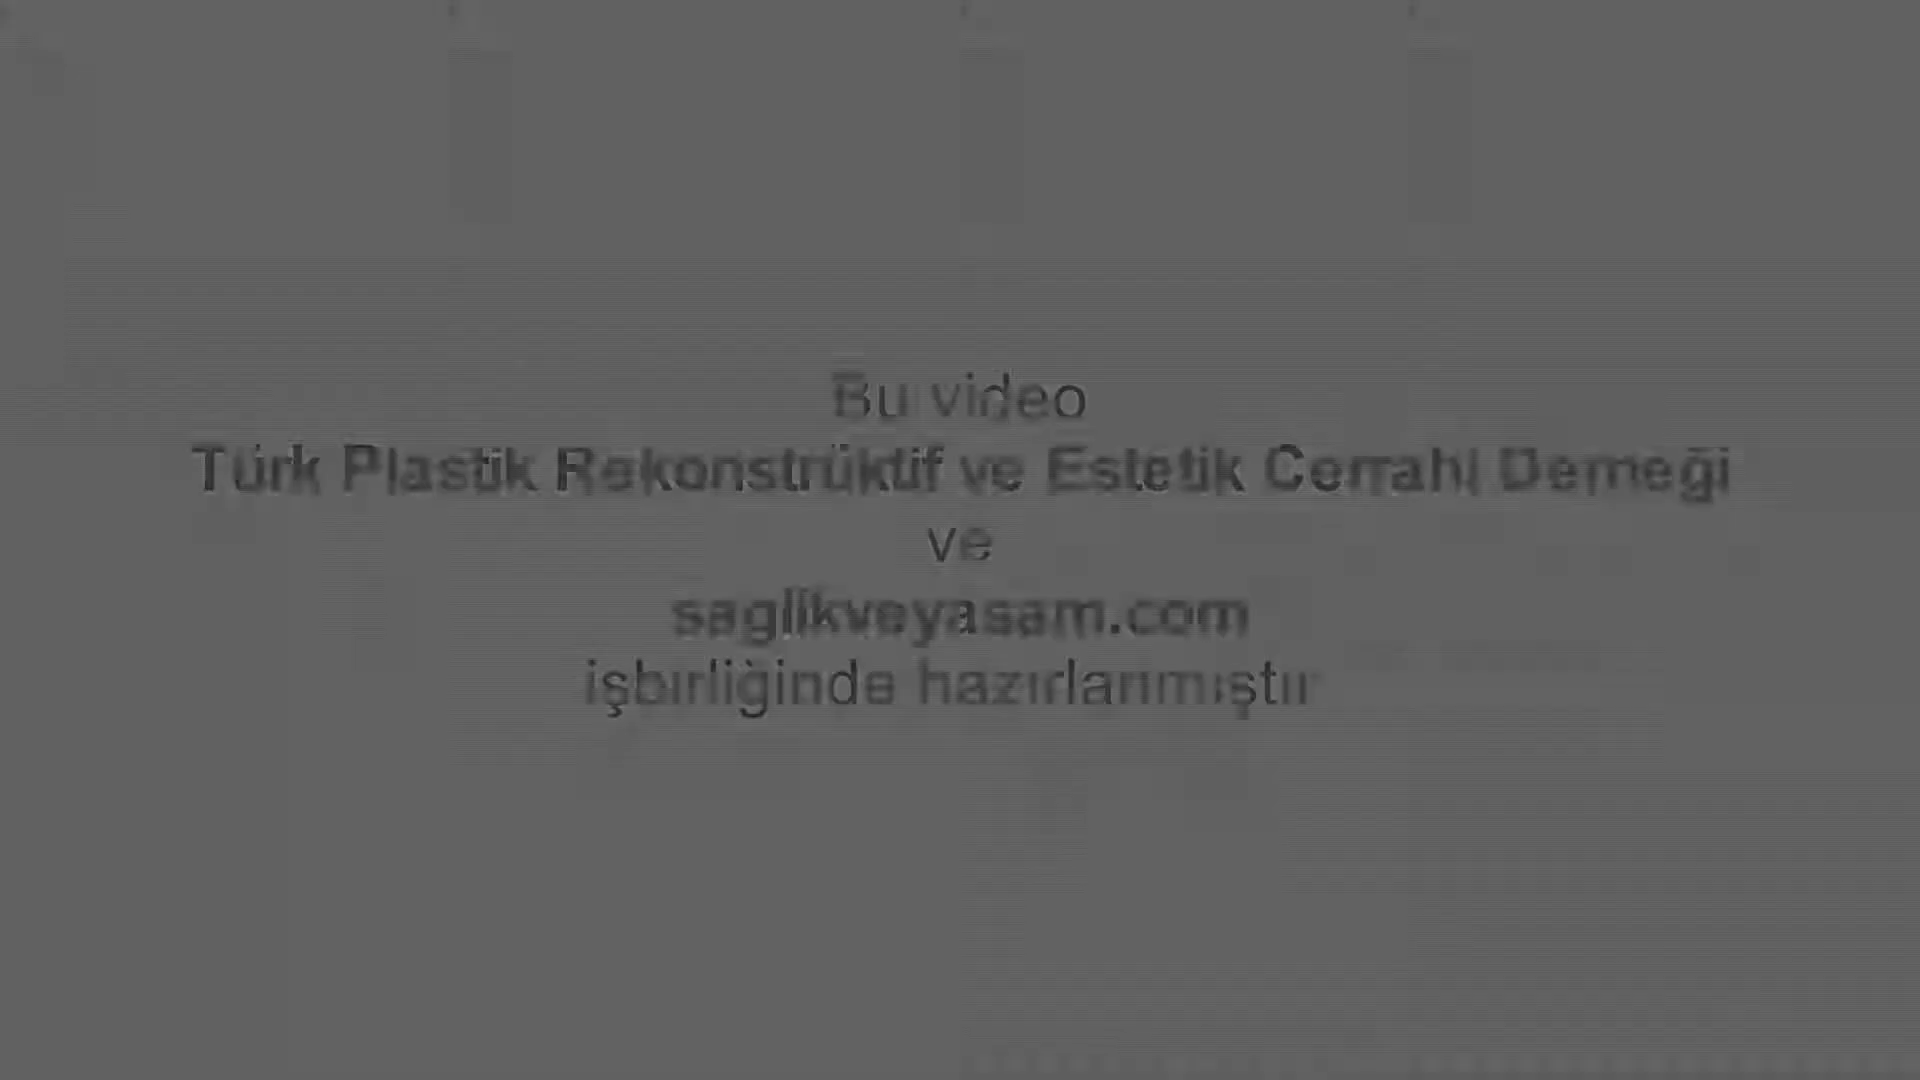 Bu video
Türk Plastik Rekonstrüktif ve Estetik Cerrahi Derneği
ve
saglikveyasam.com
işbirliğinde hazırlanmıştır